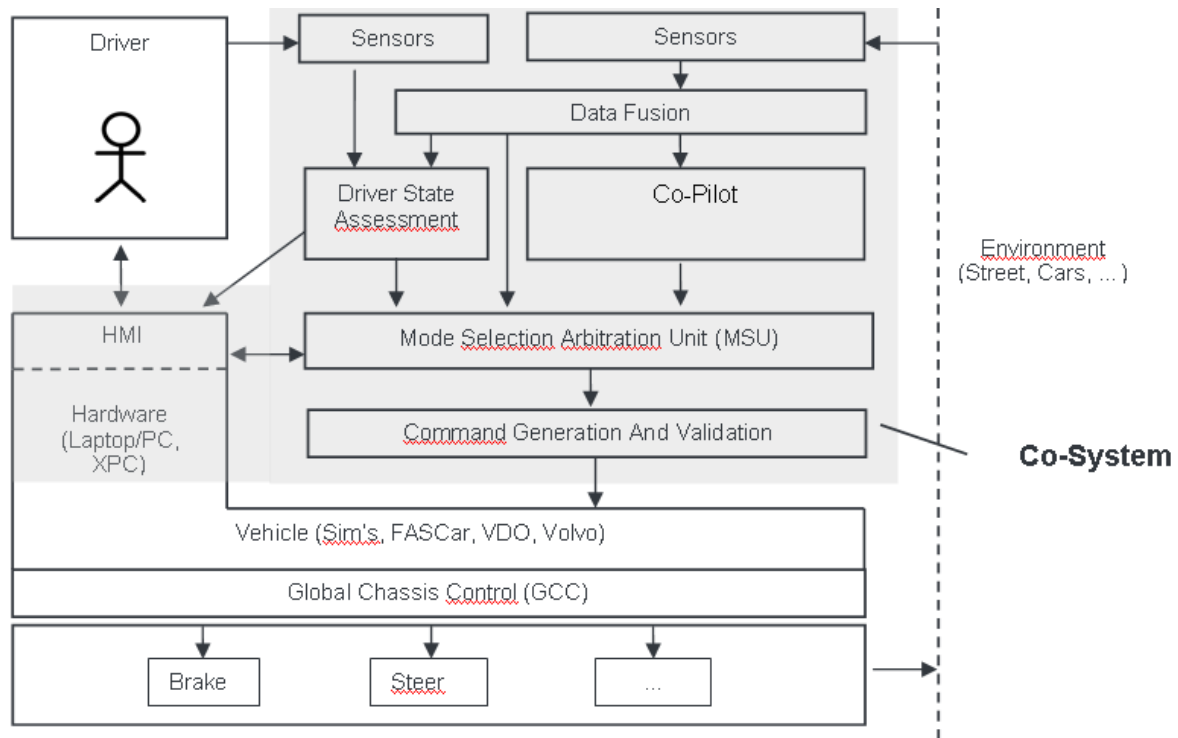 Driver
Sensors
Sensors
Data Fusion
Driver State
Assessment
Co-Pilot
Environment
(Street, Cars, ... )
HMI
Mode Selection Arbitration Unit (MSU)
Hardware
(Laptop/PC,
XPC)
Command Generation And Validation
Co-System
Vehicle (Sim's, FASCar, VDO, Volvo)
Global Chassis Control (GCC)
Brake
Steer
...